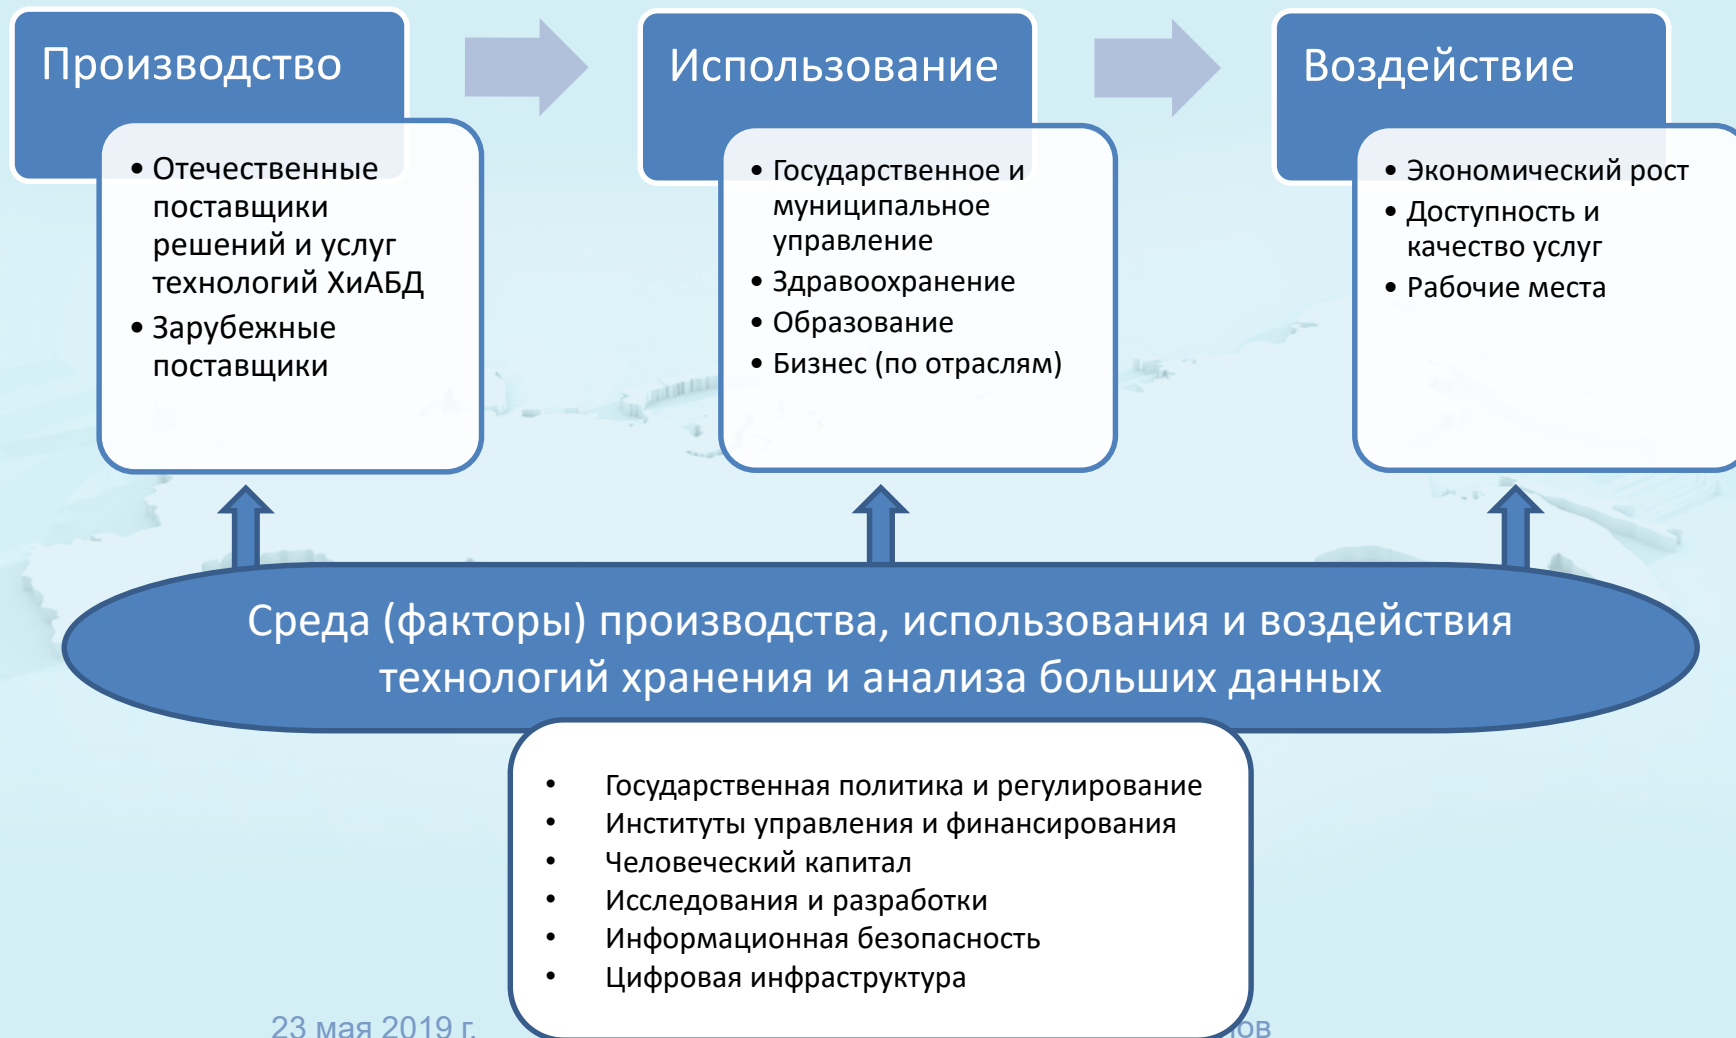 Производство
• Отечественные
поставщики
решений и услуг
технологий ХиАБД
• Зарубежные
поставщики
Использование
• Государственное и
муниципальное
управление
• Здравоохранение
• Образование
• Бизнес (по отраслям)
Воздействие
• Экономический рост
• Доступность и
качество услуг
• Рабочие места
Среда (факторы) производства, использования и воздействия
технологий хранения и анализа больших данных
• Государственная политика и регулирование
• Институты управления и финансирования
• Человеческий капитал
• Исследования и разработки
• Информационная безопасность
• Цифровая инфраструктура
23 мая 2019 г.